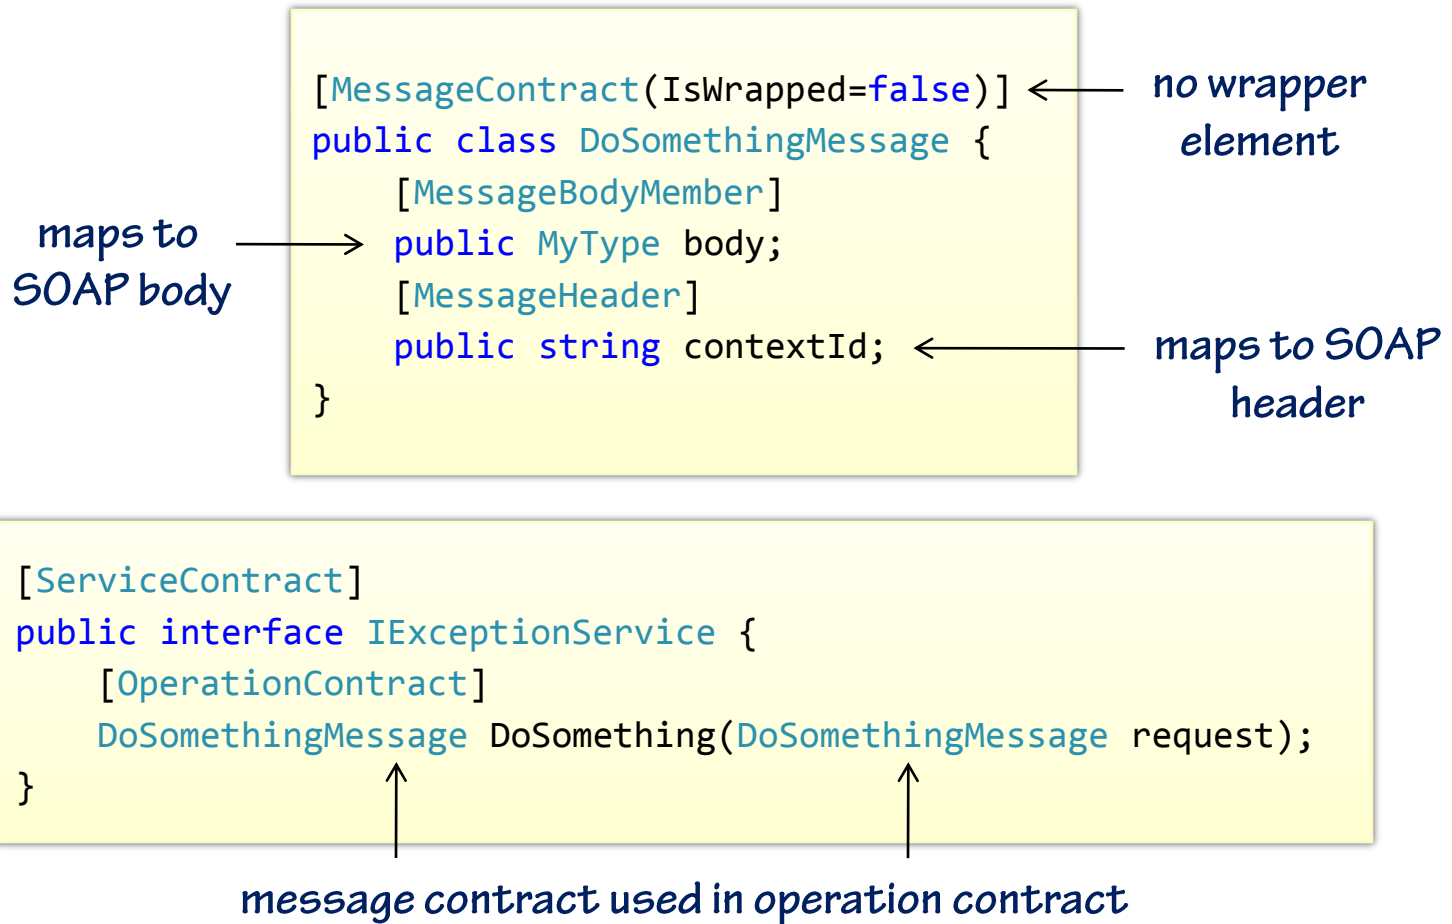 [MessageContract(IsWrapped=false)]
public class DoSomethingMessage {
[MessageBodyMember]
public MyType body;
[MessageHeader]
public string contextId;
}
no wrapper
element
maps to
SOAP body
maps to SOAP
header
[ServiceContract]
public interface IExceptionService {
[OperationContract]
DoSomethingMessage DoSomething(DoSomethingMessage request);
}
message contract used in operation contract